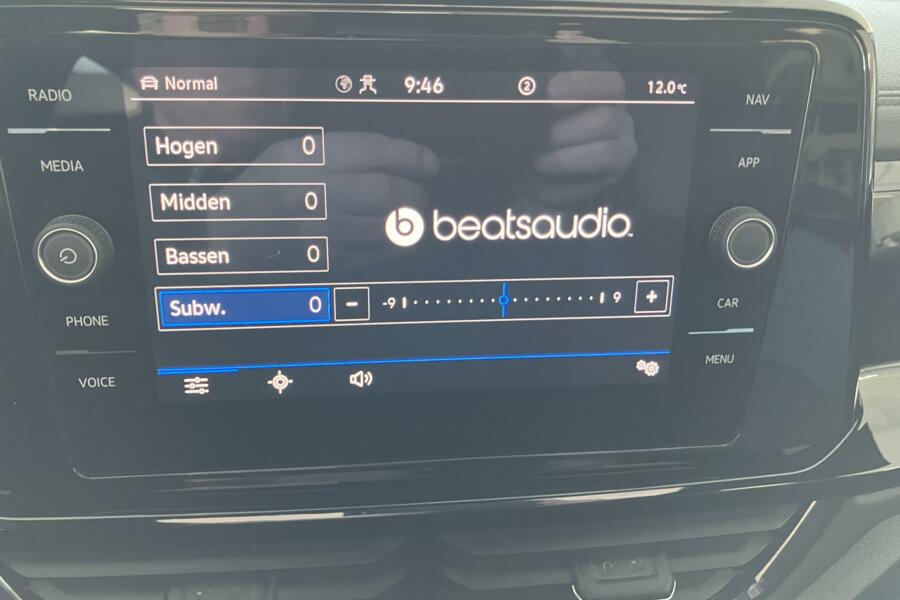 RADIO
MEDIA
PHONE
VOICE
Normal 9:46 2 12.0°C
Hogen 0
Midden 0
Bassen 0
Subw. 0 - -9 9 +
b beatsaudio™
NAV
APP
CAR
MENU